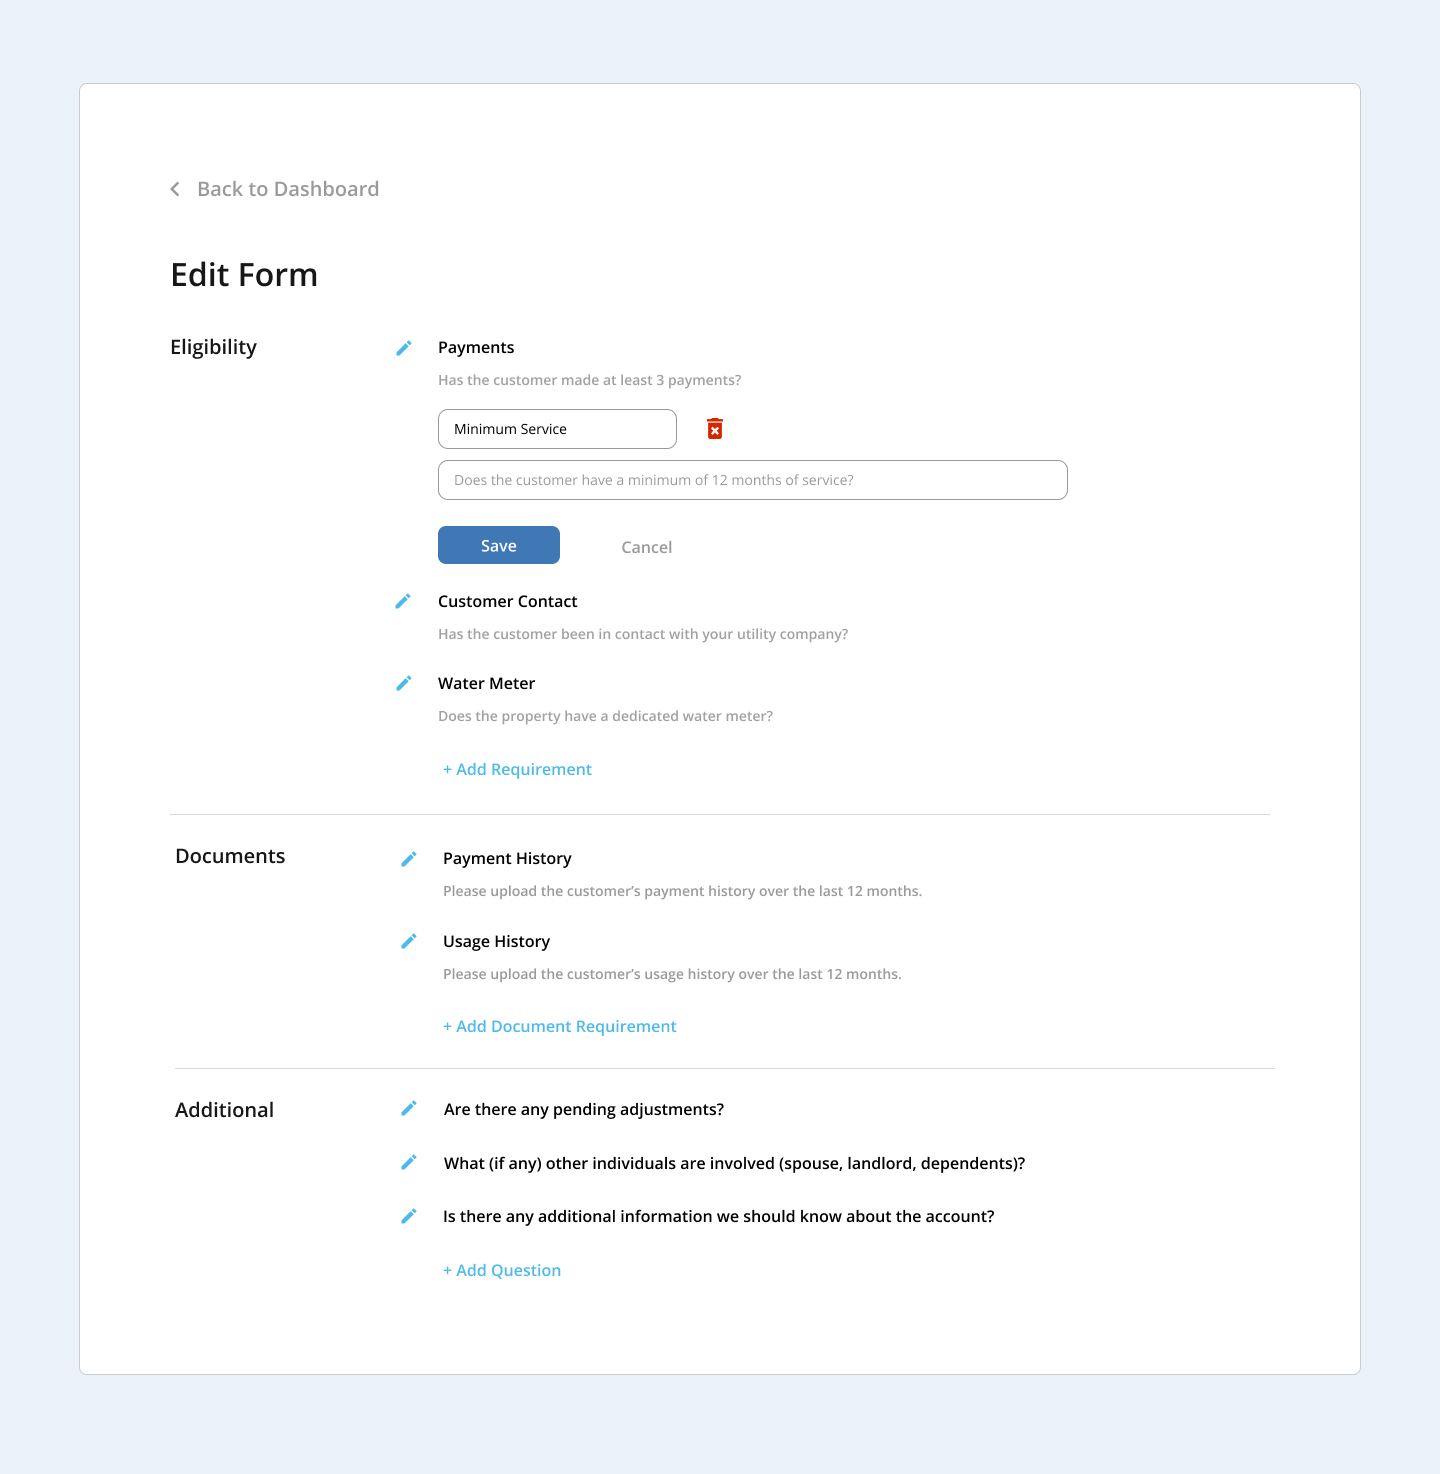 Back to Dashboard
Edit Form
Eligibility
Payments
Has the customer made at least 3 payments?
Minimum Service
Does the customer have a minimum of 12 months of service?
Save
Cancel
Customer Contact
Has the customer been in contact with your utility company?
Water Meter
Does the property have a dedicated water meter?
+ Add Requirement
Documents
Payment History
Please upload the customer’s payment history over the last 12 months.
Usage History
Please upload the customer’s usage history over the last 12 months.
+ Add Document Requirement
Additional
Are there any pending adjustments?
What (if any) other individuals are involved (spouse, landlord, dependents)?
Is there any additional information we should know about the account?
+ Add Question